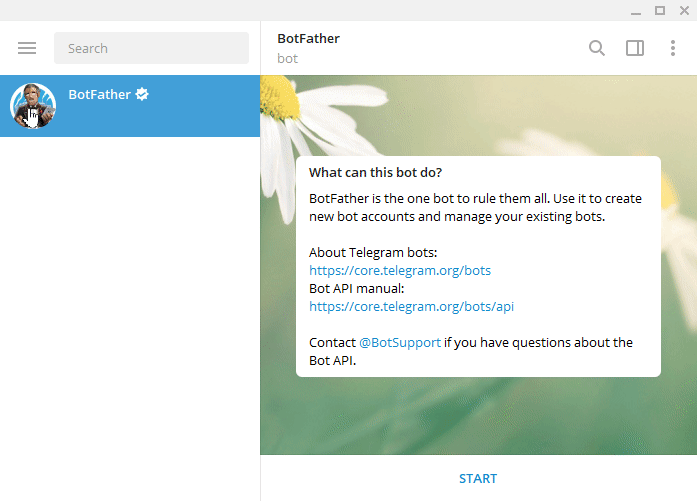 Search
BotFather
BotFather
bot
What can this bot do?
BotFather is the one bot to rule them all. Use it to create
new bot accounts and manage your existing bots.
About Telegram bots:
https://core.telegram.org/bots
Bot API manual:
https://core.telegram.org/bots/api
Contact @BotSupport if you have questions about the
Bot API.
START